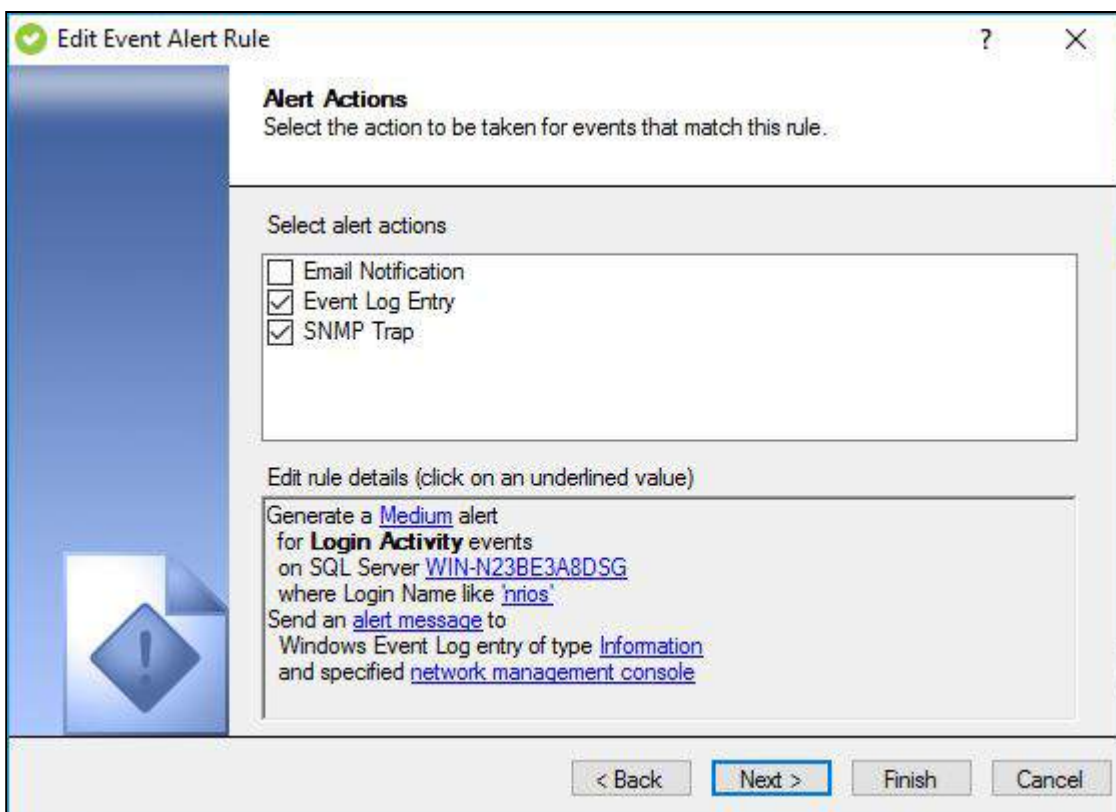 Edit Event Alert Rule ?
Alert Actions
Select the action to be taken for events that match this rule.
Select alert actions
Email Notification
Event Log Entry
SNMP Trap
Edit rule details (click on an underlined value)
Generate a Medium alert
for Login Activity events
on SQL Server WIN-N23BE3A8DSG
where Login Name like 'nrios'
Send an alert message to
Windows Event Log entry of type Information
and specified network management console
< Back Next > Finish Cancel